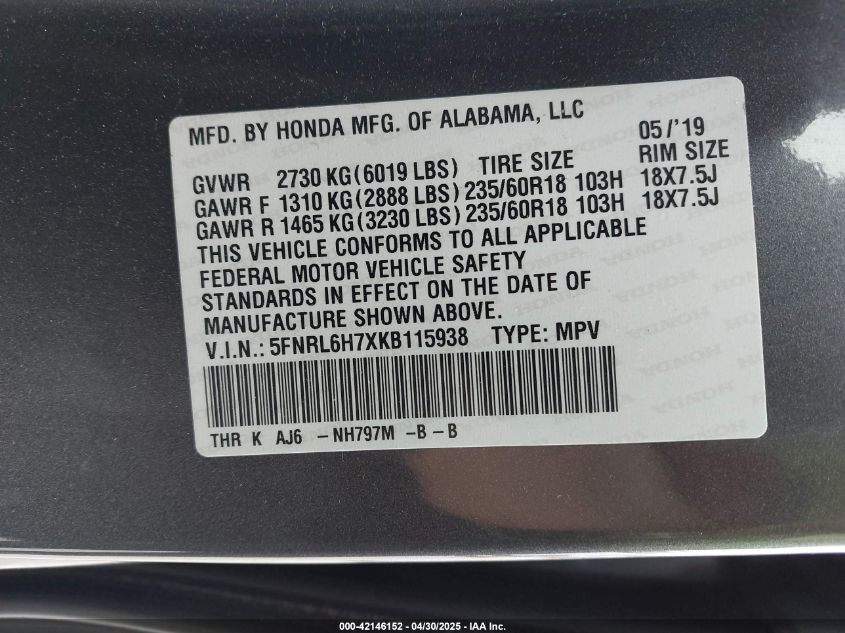 MFD. BY HONDA MFG. OF ALABAMA, LLC 05/'19
GVWR 2730 KG(6019 LBS) TIRE SIZE RIM SIZE
GAWR F 1310 KG(2888 LBS) 235/60R18 103H 18X7.5J
GAWR R 1465 KG(3230 LBS) 235/60R18 103H 18X7.5J
THIS VEHICLE CONFORMS TO ALL APPLICABLE
FEDERAL MOTOR VEHICLE SAFETY
STANDARDS IN EFFECT ON THE DATE OF
MANUFACTURE SHOWN ABOVE.
V.I.N.: 5FNRL6H7XKB115938 TYPE: MPV
THR K AJ6 -NH797M -B-B
000-42146152 - 04/30/2025 - IAA Inc.